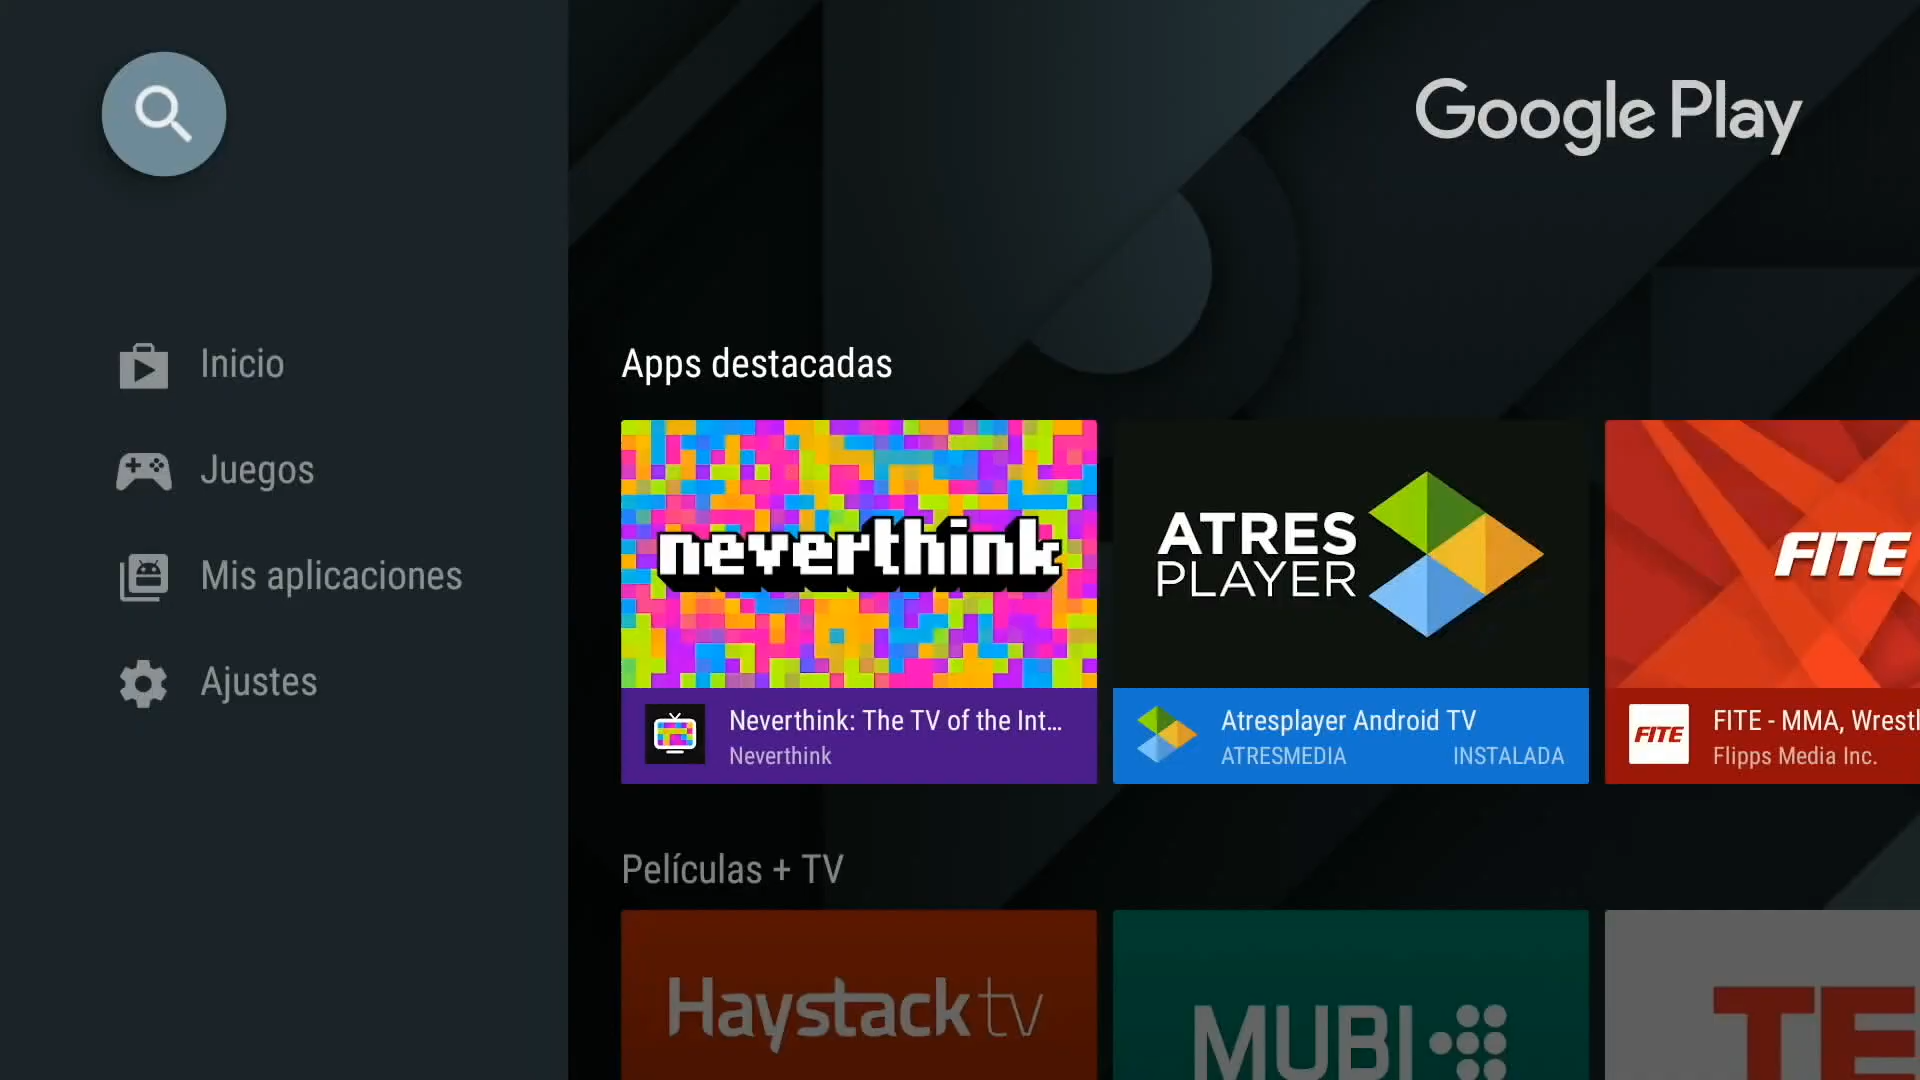 Google Play
Inicio
Juegos
Mis aplicaciones
Ajustes
Apps destacadas
neverthink
Neverthink: The TV of the Int...
Neverthink
ATRES
PLAYER
Atresplayer Android TV
ATRESMEDIA INSTALADA
FITE
FITE
FITE - MMA, Wrestl
Flipps Media Inc.
Películas + TV
Haystack tv
MUBI
TE